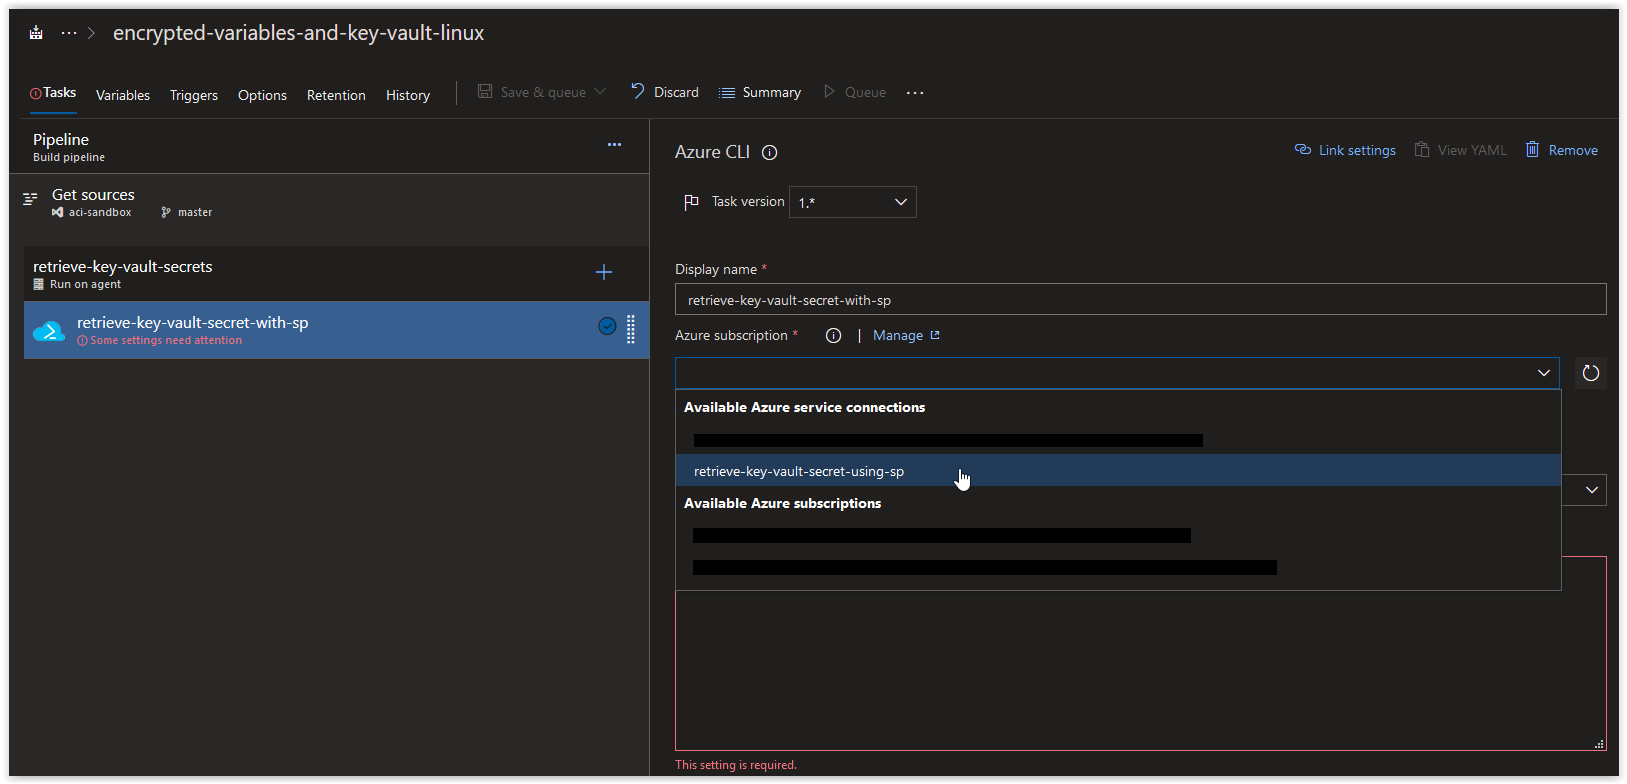 encrypted-variables-and-key-vault-linux
Tasks Variables Triggers Options Retention History Save & queue Discard Summary Queue
Pipeline
Build pipeline
Get sources
aci-sandbox master
retrieve-key-vault-secrets
Run on agent
retrieve-key-vault-secret-with-sp
Some settings need attention
Azure CLI
Link settings View YAML Remove
Task version 1.*
Display name *
retrieve-key-vault-secret-with-sp
Azure subscription * | Manage
Available Azure service connections
retrieve-key-vault-secret-using-sp
Available Azure subscriptions
This setting is required.